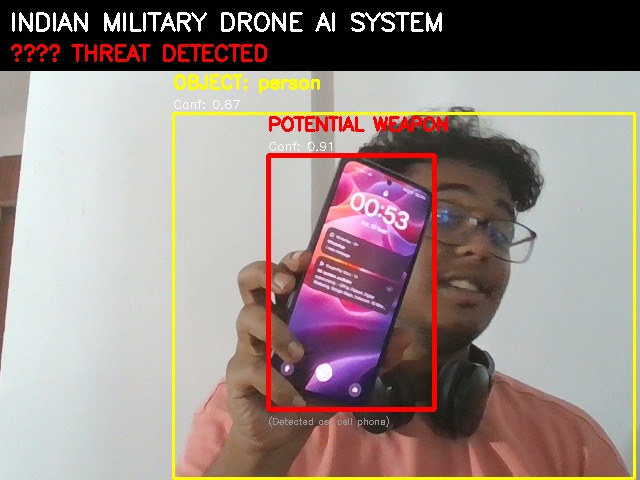 INDIAN MILITARY DRONE AI SYSTEM
???? THREAT DETECTED
OBJECT: person
Conf: 0.87
POTENTIAL WEAPON
Conf: 0.91
00:53
(Detected as: cell phone)